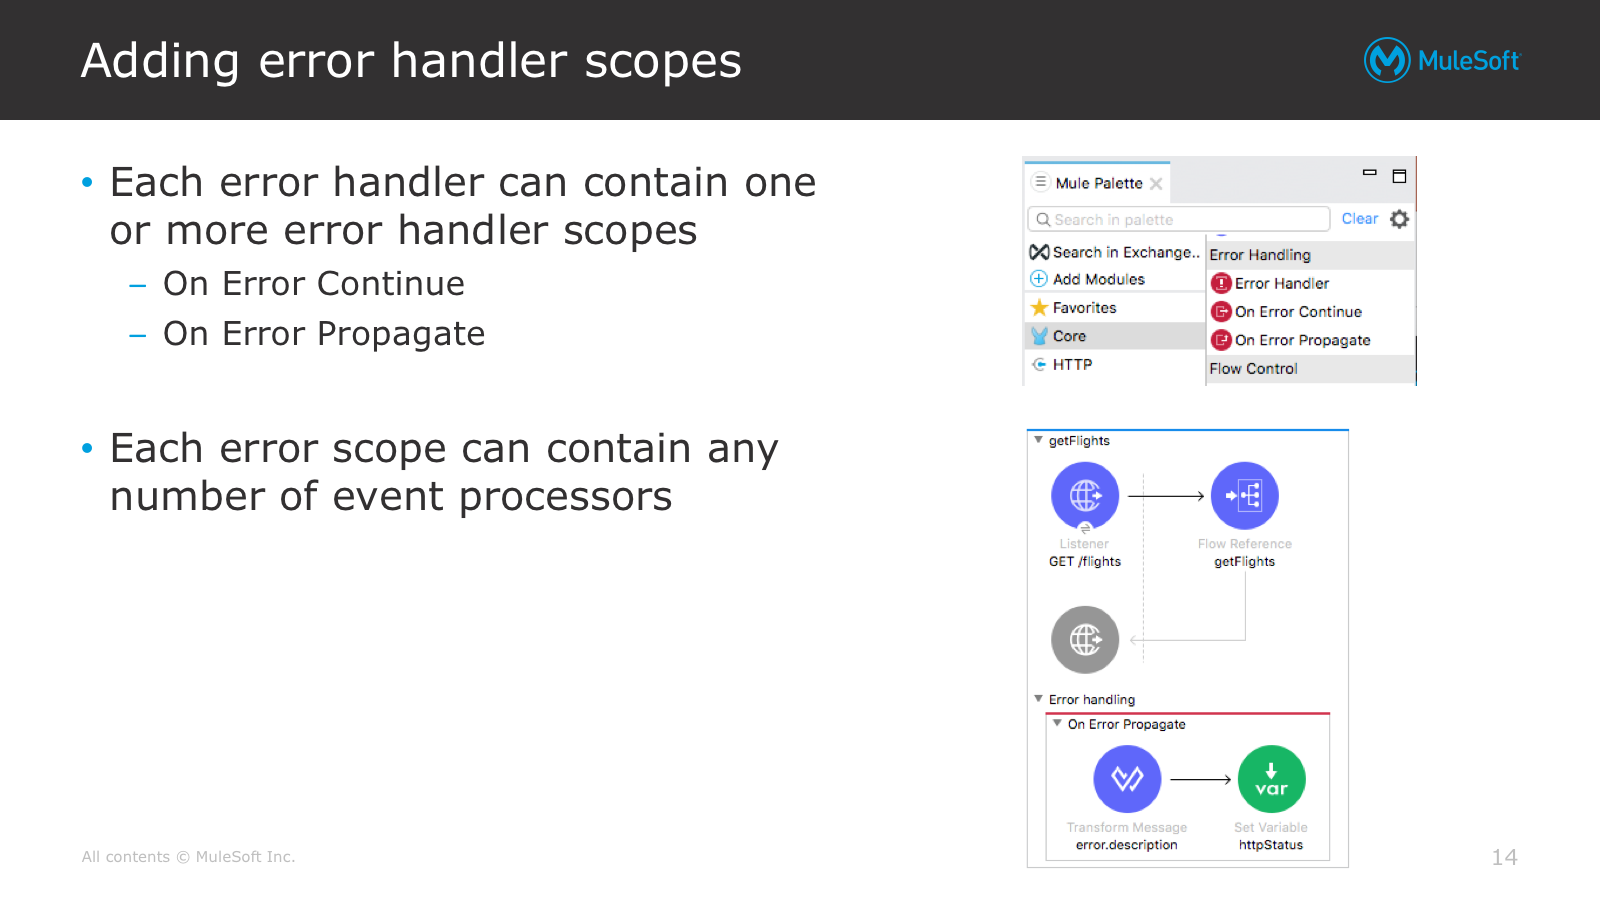 Adding error handler scopes
MuleSoft
• Each error handler can contain one
or more error handler scopes
– On Error Continue
– On Error Propagate
• Each error scope can contain any
number of event processors
Mule Palette
Search in palette
Clear
Search in Exchange..
Add Modules
Favorites
Core
HTTP
Error Handling
Error Handler
On Error Continue
On Error Propagate
Flow Control
getFlights
Listener
GET /flights
Flow Reference
getFlights
Error handling
On Error Propagate
var
Transform Message
error.description
Set Variable
httpStatus
All contents © MuleSoft Inc.
14